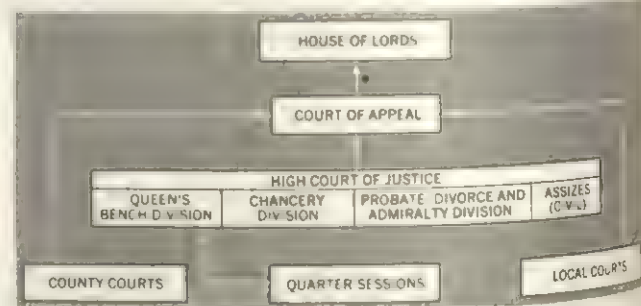 HOUSE OF LORDS
COURT OF APPEAL
HIGH COURT OF JUSTICE
QUEEN'S
BENCH DIVISION
CHANCERY
DIVISION
PROBATE DIVORCE AND
ADMIRALTY DIVISION
ASSIZES
(CIVIL)
COUNTY COURTS
QUARTER SESSIONS
LOCAL COURTS